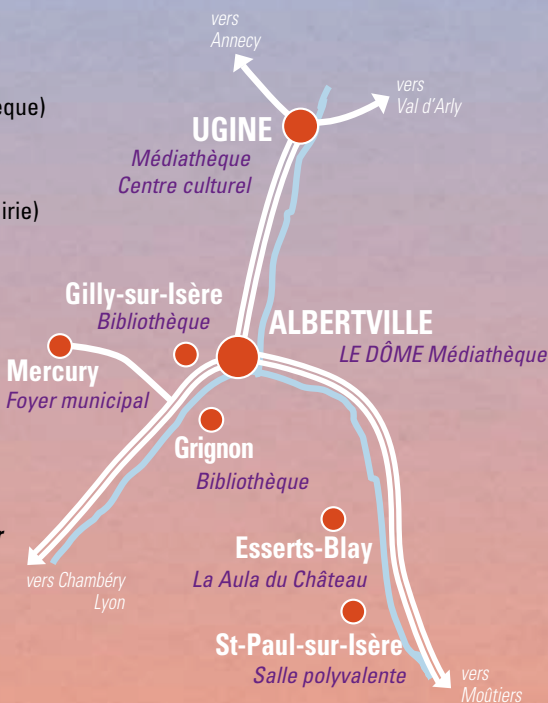 vers
Annecy
vers
Val d'Arly
èque)
UGINE
Médiathèque
Centre culturel
irie)
Gilly-sur-Isère
Bibliothèque
ALBERTVILLE
LE DÔME Médiathèque
Mercury
Foyer municipal
Grignon
Bibliothèque
r
Esserts-Blay
La Aula du Château
vers Chambéry
Lyon
St-Paul-sur-Isère
Salle polyvalente
vers
Moûtiers